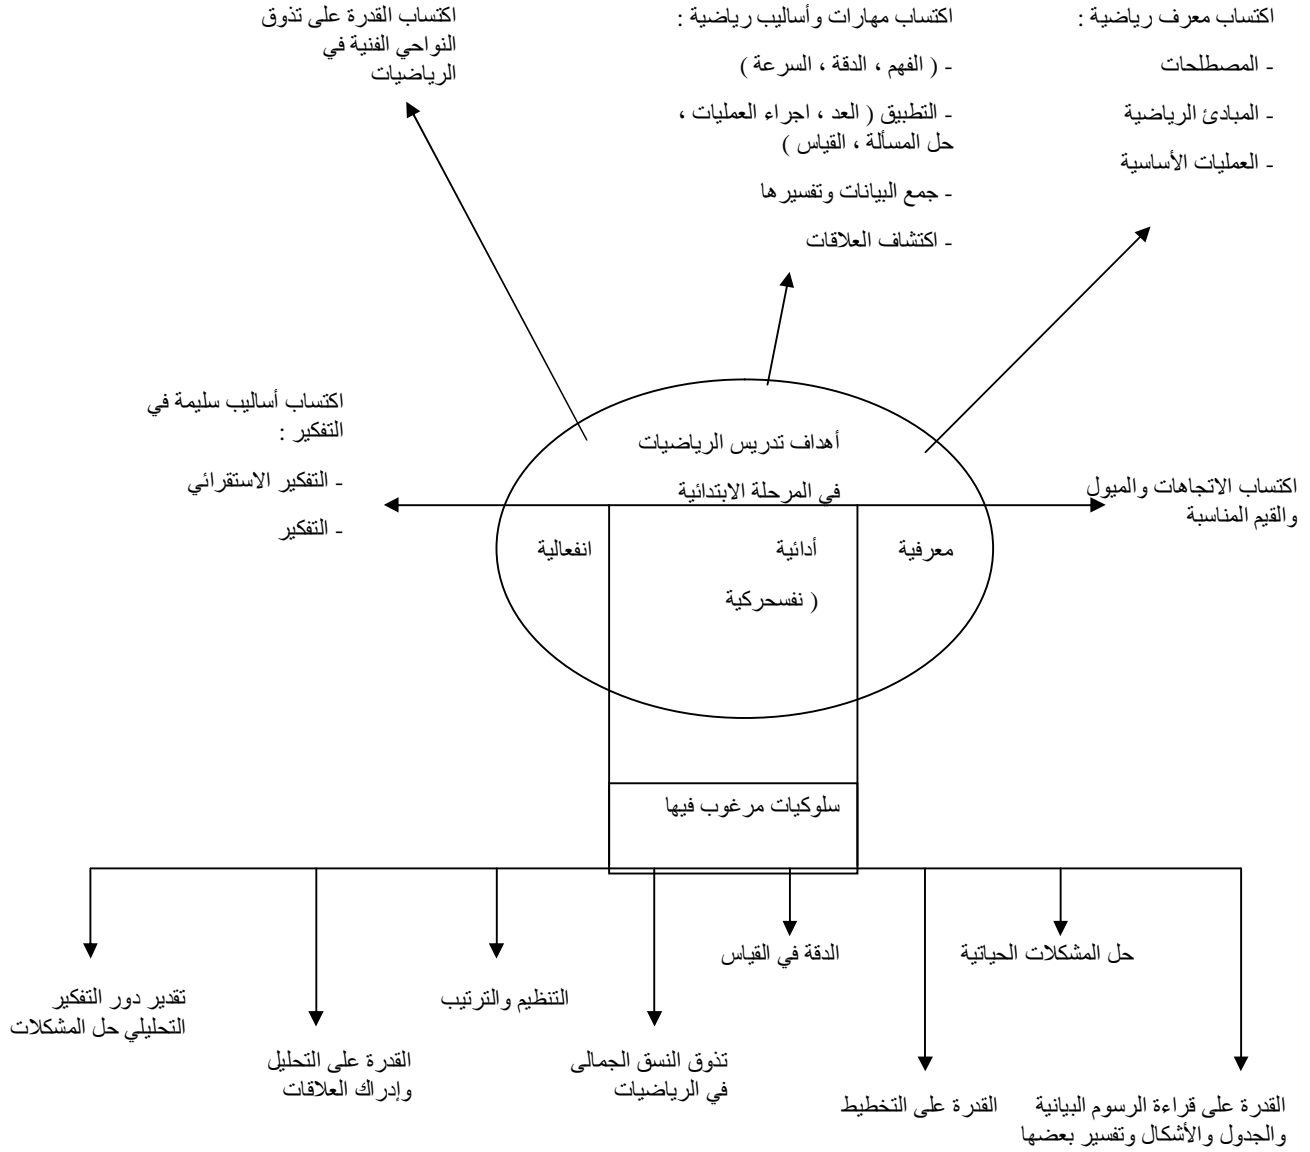 اكتساب معرف رياضية :
- المصطلحات
- المبادئ الرياضية
- العمليات الأساسية
اكتساب مهارات وأساليب رياضية :
- ( الفهم ، الدقة ، السرعة )
- التطبيق ( العد ، اجراء العمليات ،
حل المسألة ، القياس )
- جمع البيانات وتفسيرها
- اكتشاف العلاقات
اكتساب القدرة على تذوق
النواحي الفنية في
الرياضيات
اكتساب الاتجاهات والميول
والقيم المناسبة
أهداف تدريس الرياضيات
في المرحلة الابتدائية
معرفية
أدائية
( نفسحركية
انفعالية
اكتساب أساليب سليمة في
التفكير :
- التفكير الاستقرائي
- التفكير
سلوكيات مرغوب فيها
القدرة على قراءة الرسوم البيانية
والجدول والأشكال وتفسير بعضها
حل المشكلات الحياتية
القدرة على التخطيط
الدقة في القياس
تذوق النسق الجمالى
في الرياضيات
التنظيم والترتيب
القدرة على التحليل
وإدراك العلاقات
تقدير دور التفكير
التحليلي حل المشكلات